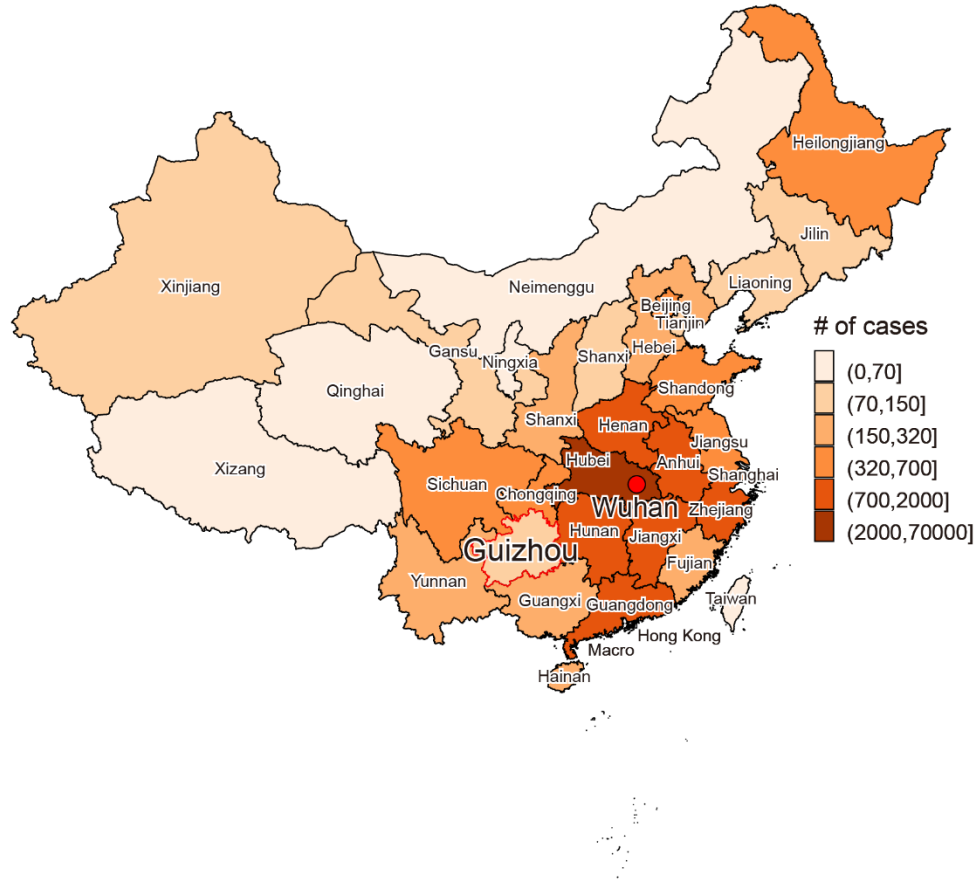 Heilongjiang
Jilin
Xinjiang
Neimenggu
Liaoning
Beijing
Tianjin
# of cases
Gansu
Ningxia
Shanxi
Hebei
(0,70]
Qinghai
Shandong
(70,150]
Shanxi
Henan
(150,320]
Jiangsu
Hubei
Anhui
(320,700]
Xizang
Shanghai
Sichuan
Chongqing
(700,2000]
Wuhan
Zhejiang
(2000,70000]
Hunan
Jiangxi
Guizhou
Fujian
Yunnan
Guangxi
Guangdong
Taiwan
Hong Kong
Macro
Hainan